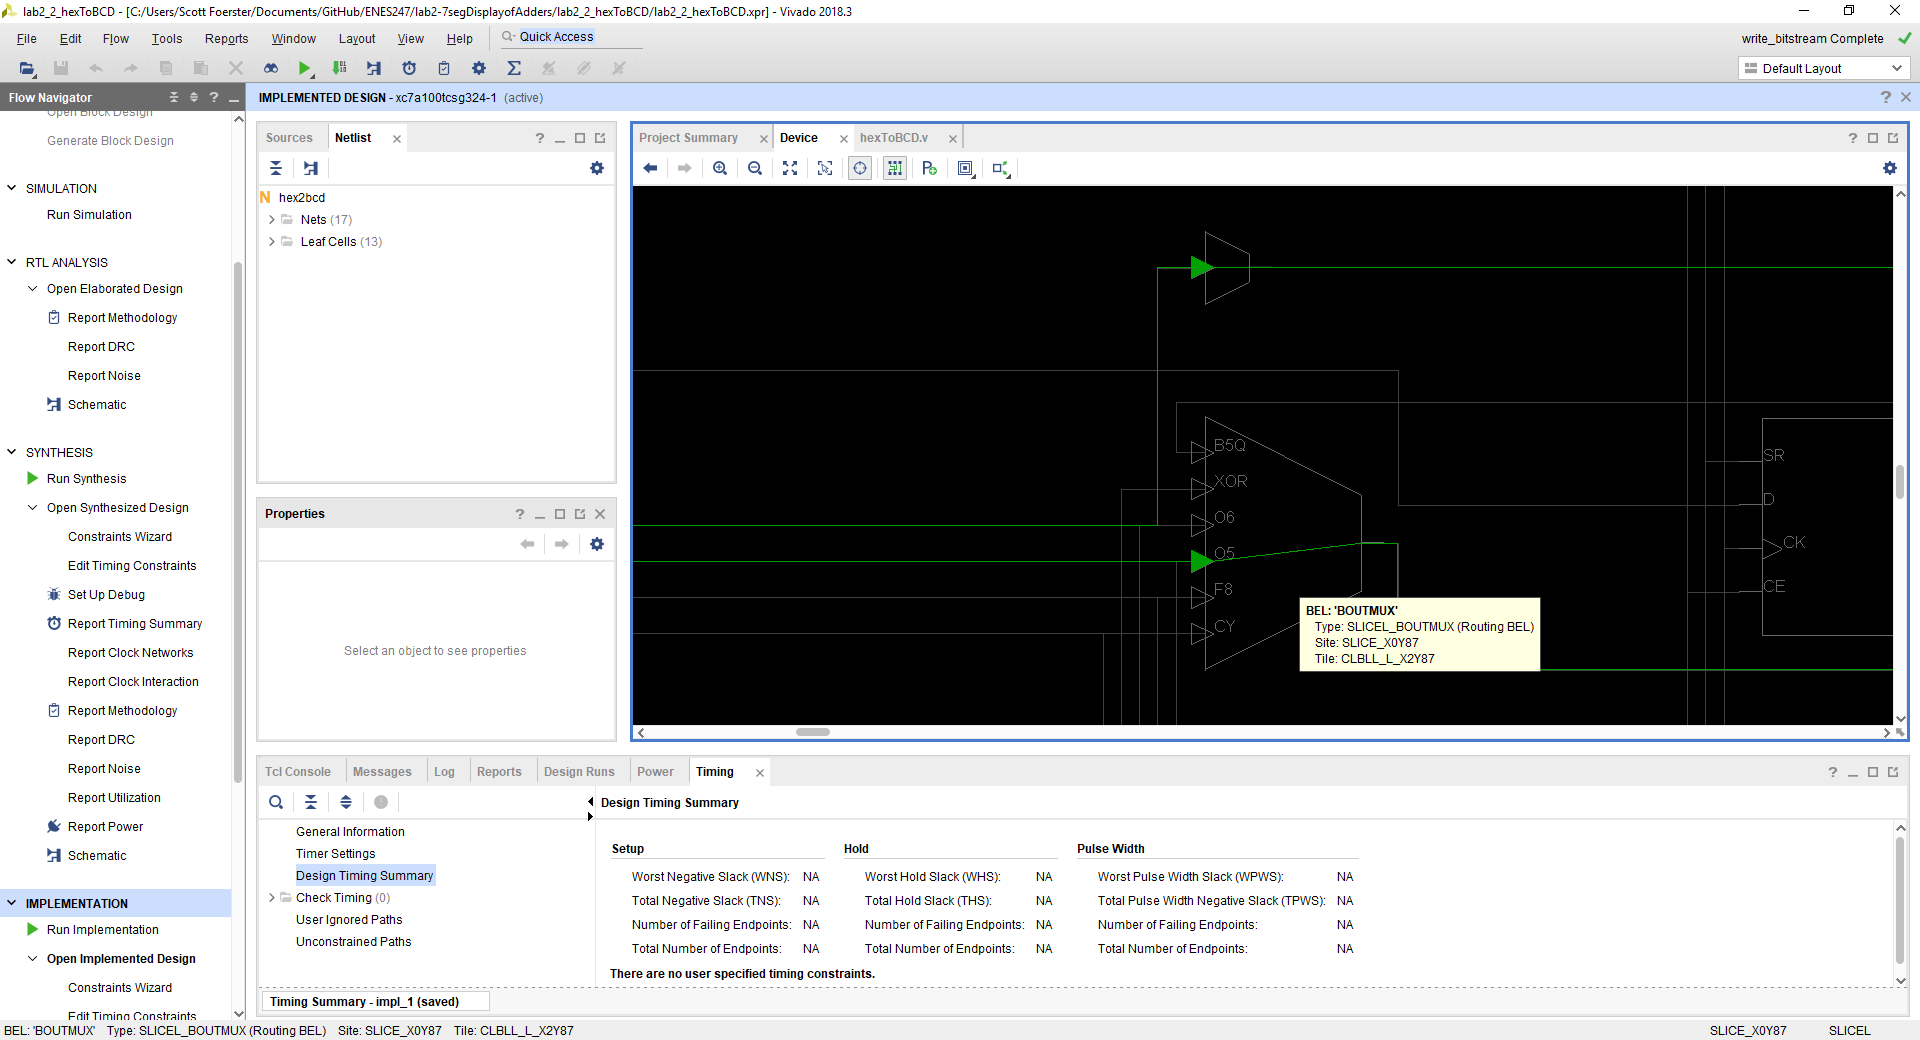 lab2_2_hexToBCD - [C:/Users/Scott Foerster/Documents/GitHub/ENES247/lab2-7segDisplayofAdders/lab2_2_hexToBCD/lab2_2_hexToBCD.xpr] - Vivado 2018.3
File Edit Flow Tools Reports Window Layout View Help Quick Access
write_bitstream Complete
Default Layout
Flow Navigator
IMPLEMENTED DESIGN - xc7a100tcsg324-1 (active)
Open Block Design
Generate Block Design
SIMULATION
Run Simulation
RTL ANALYSIS
Open Elaborated Design
Report Methodology
Report DRC
Report Noise
Schematic
SYNTHESIS
Run Synthesis
Open Synthesized Design
Constraints Wizard
Edit Timing Constraints
Set Up Debug
Report Timing Summary
Report Clock Networks
Report Clock Interaction
Report Methodology
Report DRC
Report Noise
Report Utilization
Report Power
Schematic
IMPLEMENTATION
Run Implementation
Open Implemented Design
Constraints Wizard
Edit Timing Constraints
Sources Netlist
N hex2bcd
Nets (17)
Leaf Cells (13)
Properties
Select an object to see properties
Project Summary Device hexToBCD.v
B5Q
XOR
O6
O5
F8
CY
SR
D
CK
CE
BEL: 'BOUTMUX'
Type: SLICEL_BOUTMUX (Routing BEL)
Site: SLICE_X0Y87
Tile: CLBLL_L_X2Y87
Tcl Console Messages Log Reports Design Runs Power Timing
General Information
Timer Settings
Design Timing Summary
Check Timing (0)
User Ignored Paths
Unconstrained Paths
Design Timing Summary
Setup Hold Pulse Width
Worst Negative Slack (WNS): NA Worst Hold Slack (WHS): NA Worst Pulse Width Slack (WPWS): NA
Total Negative Slack (TNS): NA Total Hold Slack (THS): NA Total Pulse Width Negative Slack (TPWS): NA
Number of Failing Endpoints: NA Number of Failing Endpoints: NA Number of Failing Endpoints: NA
Total Number of Endpoints: NA Total Number of Endpoints: NA Total Number of Endpoints: NA
There are no user specified timing constraints.
Timing Summary - impl_1 (saved)
BEL: 'BOUTMUX' Type: SLICEL_BOUTMUX (Routing BEL) Site: SLICE_X0Y87 Tile: CLBLL_L_X2Y87
SLICE_X0Y87 SLICEL